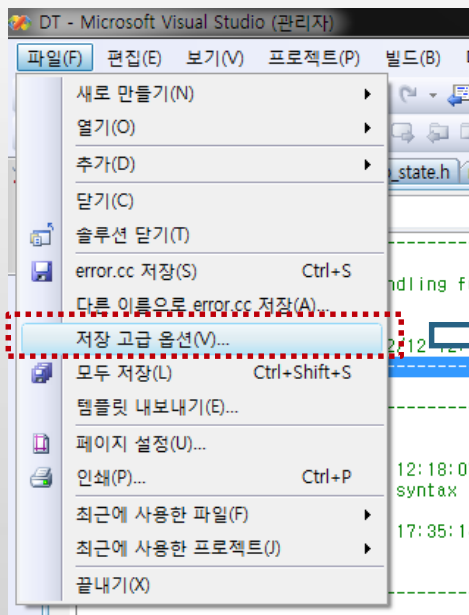 DT - Microsoft Visual Studio (관리자)
파일(F) 편집(E) 보기(V) 프로젝트(P) 빌드(B)
새로 만들기(N)
열기(O)
추가(D)
_state.h
닫기(C)
솔루션 닫기(T)
error.cc 저장(S) Ctrl+S
ndling f
다른 이름으로 error.cc 저장(A)...
저장 고급 옵션(V)...
모두 저장(L) Ctrl+Shift+S
템플릿 내보내기(E)...
페이지 설정(U)...
인쇄(P)... Ctrl+P
12:18:0
syntax
최근에 사용한 파일(F)
17:35:1
최근에 사용한 프로젝트(J)
끝내기(X)